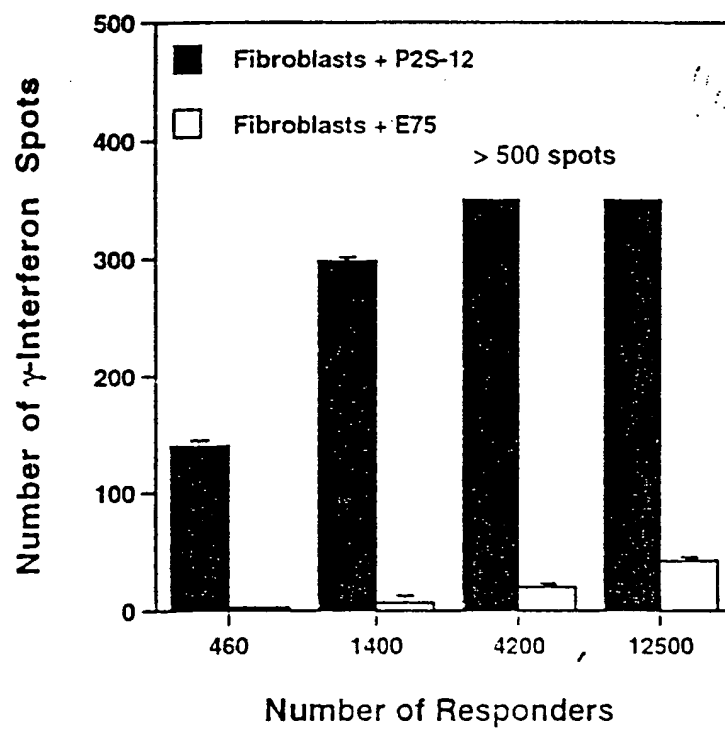 Number of γ-Interferon Spots
500
400
300
200
100
0
Fibroblasts + P2S-12
Fibroblasts + E75
> 500 spots
460
1400
4200
12500
Number of Responders